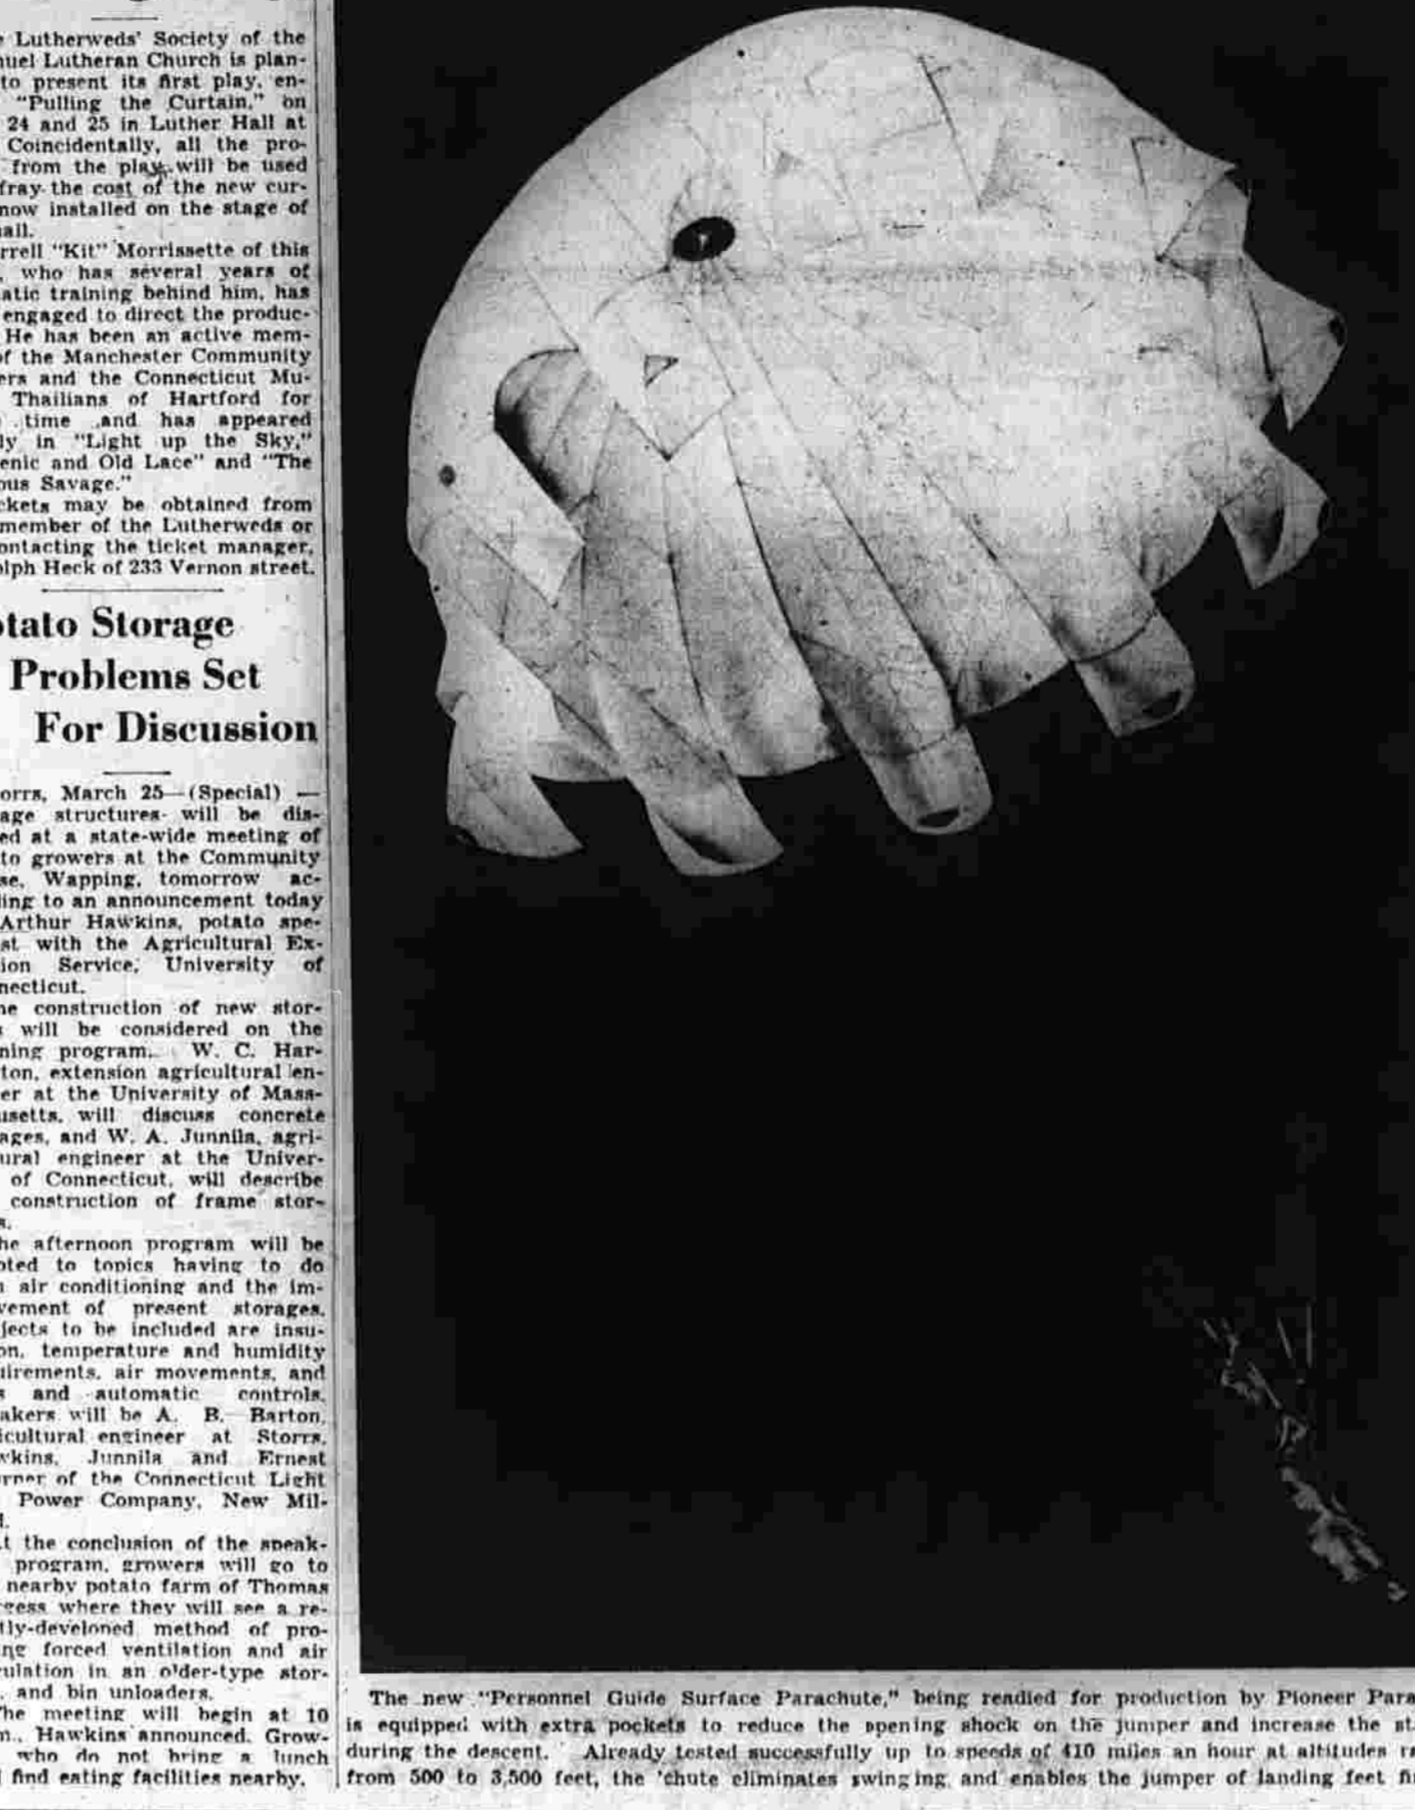 Lutherweds' Society of the
uel Lutheran Church is plan-
to present its first play, en-
"Pulling the Curtain," on
24 and 25 in Luther Hall at
Coincidentally, all the pro-
from the play will be used
fray the cost of the new cur-
now installed on the stage of
all.
rrell "Kit" Morrissette of this
, who has several years of
atic training behind him, has
engaged to direct the produc-
He has been an active mem-
of the Manchester Community
ers and the Connecticut Mu-
Thailians of Hartford for
time and has appeared
ly in "Light up the Sky,"
enic and Old Lace" and "The
ous Savage."
ckets may be obtained from
member of the Lutherweds or
ontacting the ticket manager,
olph Heck of 233 Vernon street.
otato Storage
Problems Set
For Discussion
orrs, March 25—(Special) —
age structures will be dis-
ed at a state-wide meeting of
to growers at the Community
se, Wapping, tomorrow ac-
ling to an announcement today
Arthur Hawkins, potato spe-
st with the Agricultural Ex-
ion Service, University of
necticut.
he construction of new stor-
s will be considered on the
ning program. W. C. Har-
ton, extension agricultural en-
er at the University of Mass-
usetts, will discuss concrete
ages, and W. A. Junnila, agri-
ural engineer at the Univer-
of Connecticut, will describe
construction of frame stor-
s.
he afternoon program will be
oted to topics having to do
air conditioning and the im-
vement of present storages.
jects to be included are insu-
on, temperature and humidity
uirements, air movements, and
s and automatic controls.
akers will be A. B. Barton,
icultural engineer at Storrs,
wkins, Junnila and Ernest
rner of the Connecticut Light
Power Company, New Mil-
d.
t the conclusion of the speak-
program, growers will go to
nearby potato farm of Thomas
gess where they will see a re-
tly-developed method of pro-
ng forced ventilation and air
culation in an older-type stor-
, and bin unloaders.
he meeting will begin at 10
m., Hawkins announced. Grow-
who do not bring a lunch
find eating facilities nearby.
The new "Personnel Guide Surface Parachute," being readied for production by Pioneer Para
is equipped with extra pockets to reduce the opening shock on the jumper and increase the st
during the descent. Already tested successfully up to speeds of 410 miles an hour at altitudes r
from 500 to 3,500 feet, the 'chute eliminates swinging and enables the jumper of landing feet fi